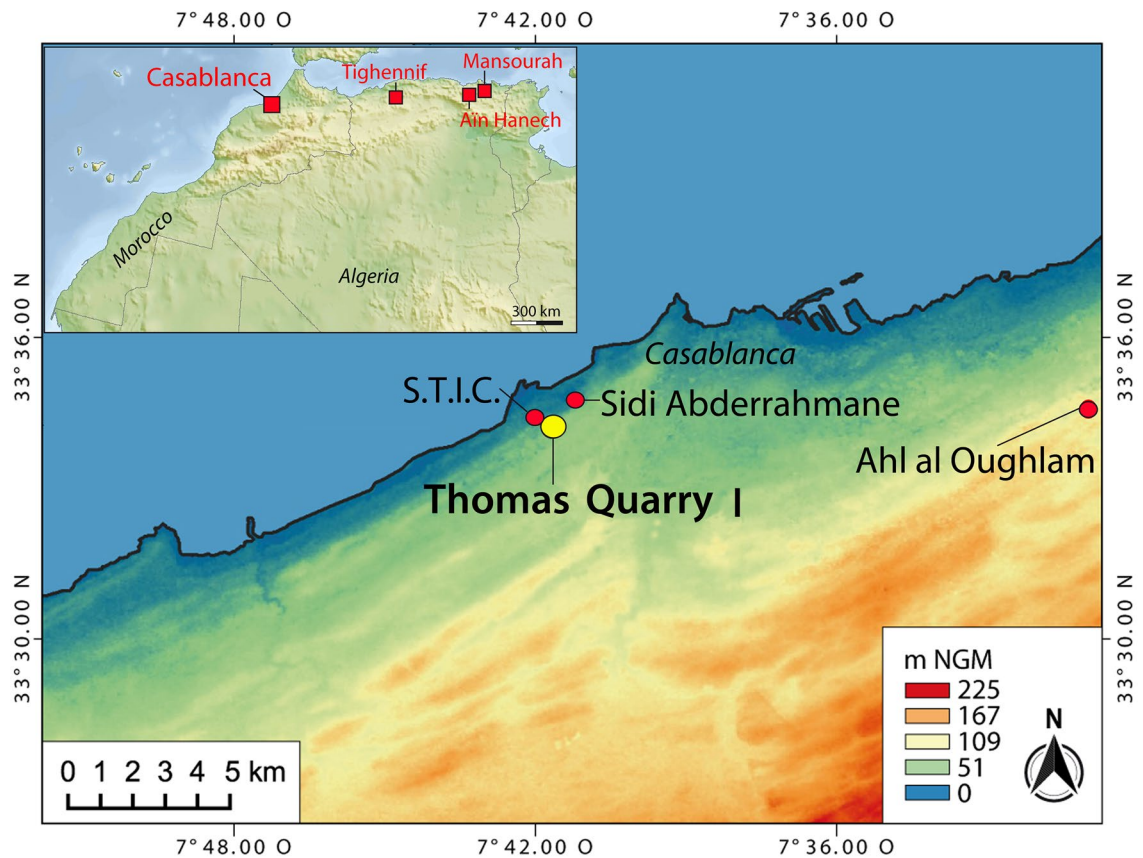 7° 48.00 O
7° 42.00 O
7° 36.00 O
Casablanca
Tighennif
Mansourah
Aïn Hanech
Morocco
Algeria
300 km
33° 36.00 N
33° 36.00 N
Casablanca
S.T.I.C.
Sidi Abderrahmane
Ahl al Oughlam
Thomas Quarry I
33° 30.00 N
33° 30.00 N
m NGM
225
167
109
51
0
N
0 1 2 3 4 5 km
7° 48.00 O
7° 42.00 O
7° 36.00 O